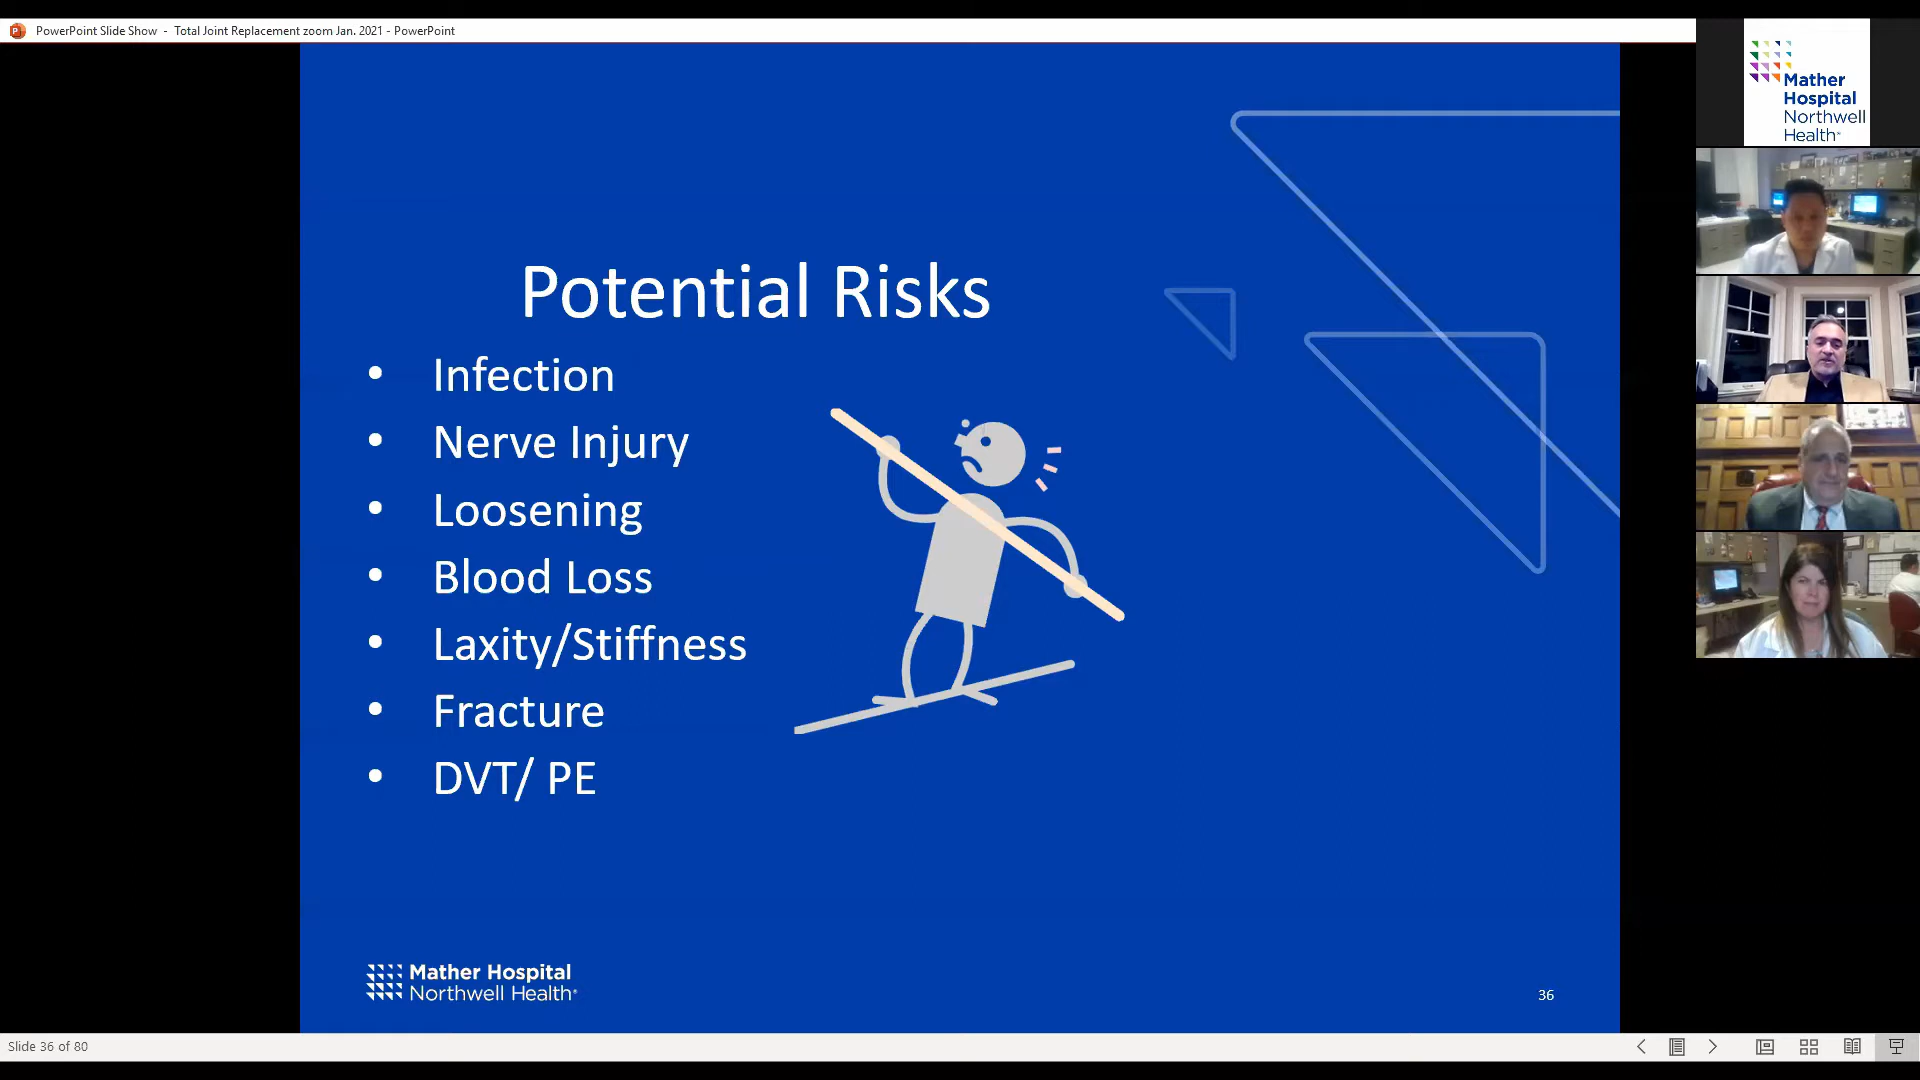 PowerPoint Slide Show - Total Joint Replacement zoom Jan. 2021 - PowerPoint
Mather
Hospital
Northwell
Health®
Potential Risks
• Infection
• Nerve Injury
• Loosening
• Blood Loss
• Laxity/Stiffness
• Fracture
• DVT/ PE
Mather Hospital
Northwell Health®
36
Slide 36 of 80